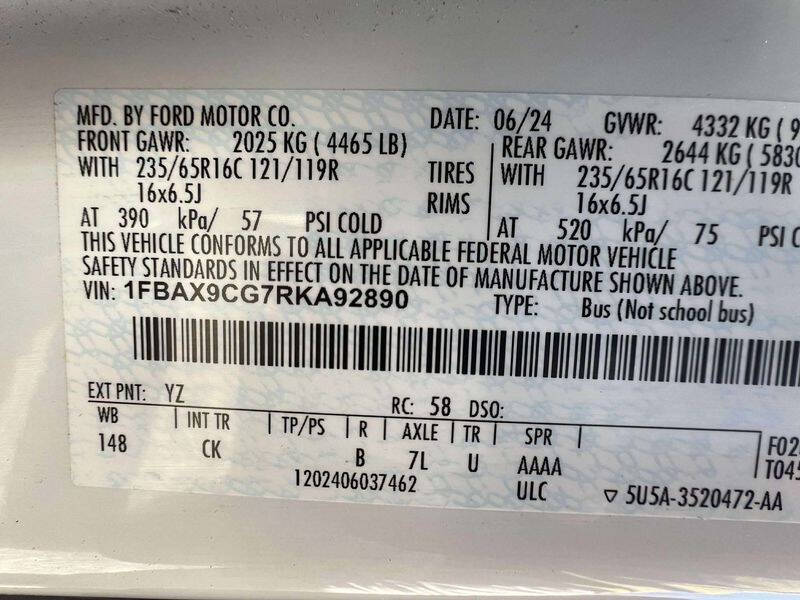 MFD. BY FORD MOTOR CO. DATE: 06/24 GVWR: 4332 KG ( 9
FRONT GAWR: 2025 KG ( 4465 LB) REAR GAWR: 2644 KG ( 5830
WITH 235/65R16C 121/119R TIRES WITH 235/65R16C 121/119R
16x6.5J RIMS 16x6.5J
AT 390 kPa/ 57 PSI COLD AT 520 kPa/ 75 PSI C
THIS VEHICLE CONFORMS TO ALL APPLICABLE FEDERAL MOTOR VEHICLE
SAFETY STANDARDS IN EFFECT ON THE DATE OF MANUFACTURE SHOWN ABOVE.
VIN: 1FBAX9CG7RKA92890 TYPE: Bus (Not school bus)
EXT PNT: YZ RC: 58 DSO:
WB INT TR TP/PS R AXLE TR SPR
148 CK B 7L U AAAA
1202406037462 ULC
F02
T045
5U5A-3520472-AA